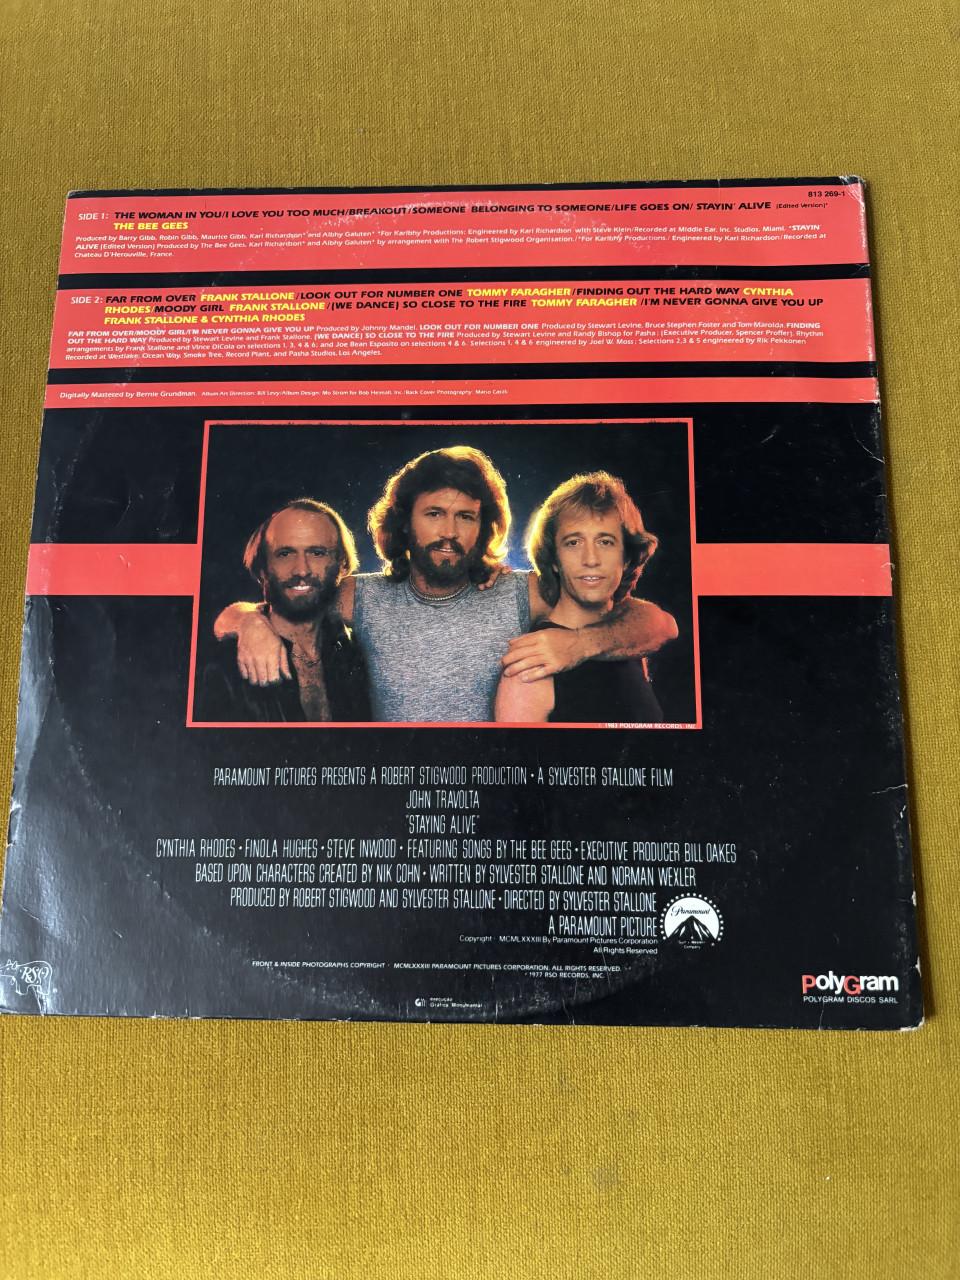 813 269-1
SIDE 1: THE WOMAN IN YOU/I LOVE YOU TOO MUCH/BREAKOUT/SOMEONE BELONGING TO SOMEONE/LIFE GOES ON/ STAYIN' ALIVE (Edited Version)*
THE BEE GEES
Produced by Barry Gibb, Robin Gibb, Maurice Gibb, Karl Richardson* and Albhy Galuten* *For Karlbhy Productions; Engineered by Karl Richardson with Steve Klein/Recorded at Middle Ear, Inc. Studios, Miami. *STAYIN'
ALIVE (Edited Version) Produced by The Bee Gees, Karl Richardson* and Albhy Galuten* by arrangement with The Robert Stigwood Organisation./*For Karlbhy Productions/ Engineered by Karl Richardson/Recorded at
Chateau D'Herouville, France.
SIDE 2: FAR FROM OVER FRANK STALLONE/LOOK OUT FOR NUMBER ONE TOMMY FARAGHER/FINDING OUT THE HARD WAY CYNTHIA
RHODES/MOODY GIRL FRANK STALLONE/(WE DANCE) SO CLOSE TO THE FIRE TOMMY FARAGHER/I'M NEVER GONNA GIVE YOU UP
FRANK STALLONE & CYNTHIA RHODES
FAR FROM OVER/MOODY GIRL/I'M NEVER GONNA GIVE YOU UP Produced by Johnny Mandel. LOOK OUT FOR NUMBER ONE Produced by Stewart Levine, Bruce Stephen Foster and Tom Marolda. FINDING
OUT THE HARD WAY Produced by Stewart Levine and Frank Stallone. (WE DANCE) SO CLOSE TO THE FIRE Produced by Stewart Levine and Randy Bishop for Pasha; (Executive Producer, Spencer Proffer). Rhythm
arrangements by Frank Stallone and Vince DiCola on selections 1, 3, 4 & 6; and Joe Bean Esposito on selections 4 & 6. Selections 1, 4 & 6 engineered by Joel W. Moss; Selections 2,3 & 5 engineered by Rik Pekkonen
Recorded at Westlake, Ocean Way, Smoke Tree, Record Plant, and Pasha Studios, Los Angeles.
Digitally Mastered by Bernie Grundman. Album Art Direction: Bill Levy/Album Design: Mo Strom for Bob Heimall, Inc./Back Cover Photography: Mario Casilli
© 1983 POLYGRAM RECORDS, INC.
PARAMOUNT PICTURES PRESENTS A ROBERT STIGWOOD PRODUCTION • A SYLVESTER STALLONE FILM
JOHN TRAVOLTA
"STAYING ALIVE"
CYNTHIA RHODES • FINOLA HUGHES • STEVE INWOOD • FEATURING SONGS BY THE BEE GEES • EXECUTIVE PRODUCER BILL OAKES
BASED UPON CHARACTERS CREATED BY NIK COHN • WRITTEN BY SYLVESTER STALLONE AND NORMAN WEXLER
PRODUCED BY ROBERT STIGWOOD AND SYLVESTER STALLONE • DIRECTED BY SYLVESTER STALLONE
A PARAMOUNT PICTURE
Paramount
A Gulf + Western
Company
Copyright MCMLXXXIII By Paramount Pictures Corporation
All Rights Reserved
FRONT & INSIDE PHOTOGRAPHS COPYRIGHT MCMLXXXIII PARAMOUNT PICTURES CORPORATION. ALL RIGHTS RESERVED.
1977 RSO RECORDS, INC.
RSO
execução
Gráfica
PolyGram
POLYGRAM DISCOS SARL